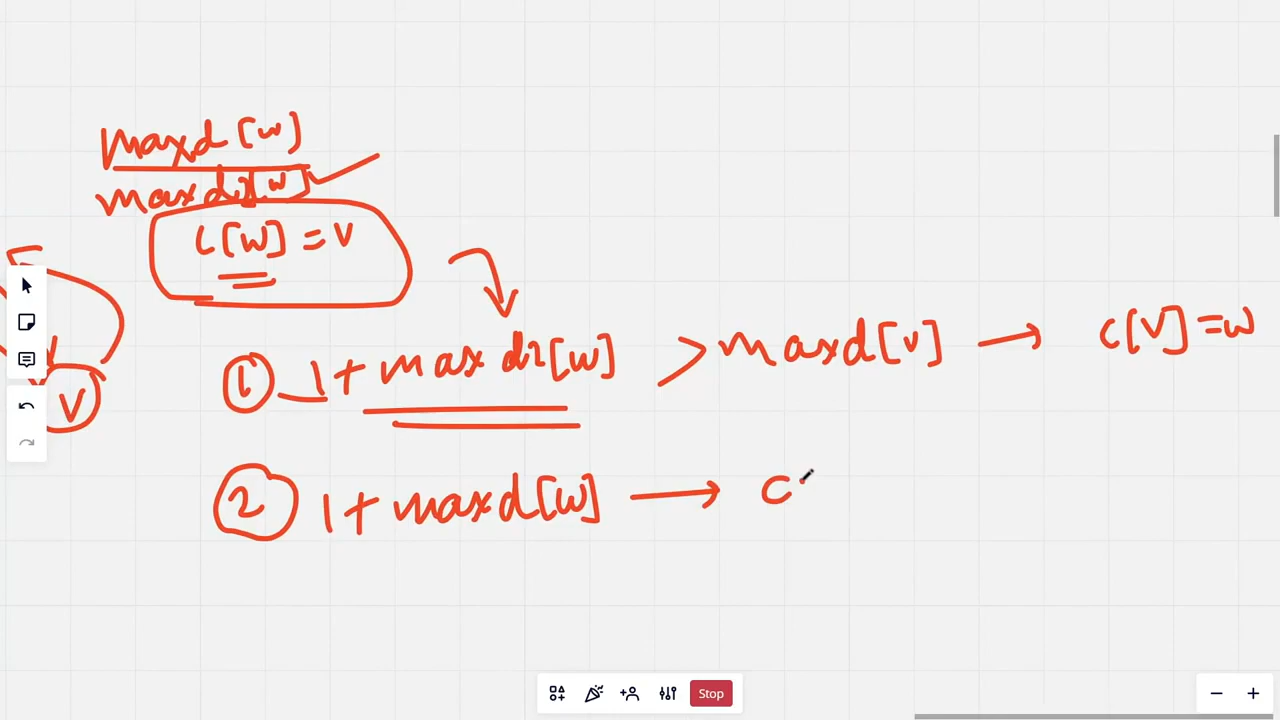 maxd[w]
maxd2[w]
c[w] = v
v
1 1 + maxd2[w] > maxd[v] → c[v] = w
2 1 + maxd[w] → c
Stop